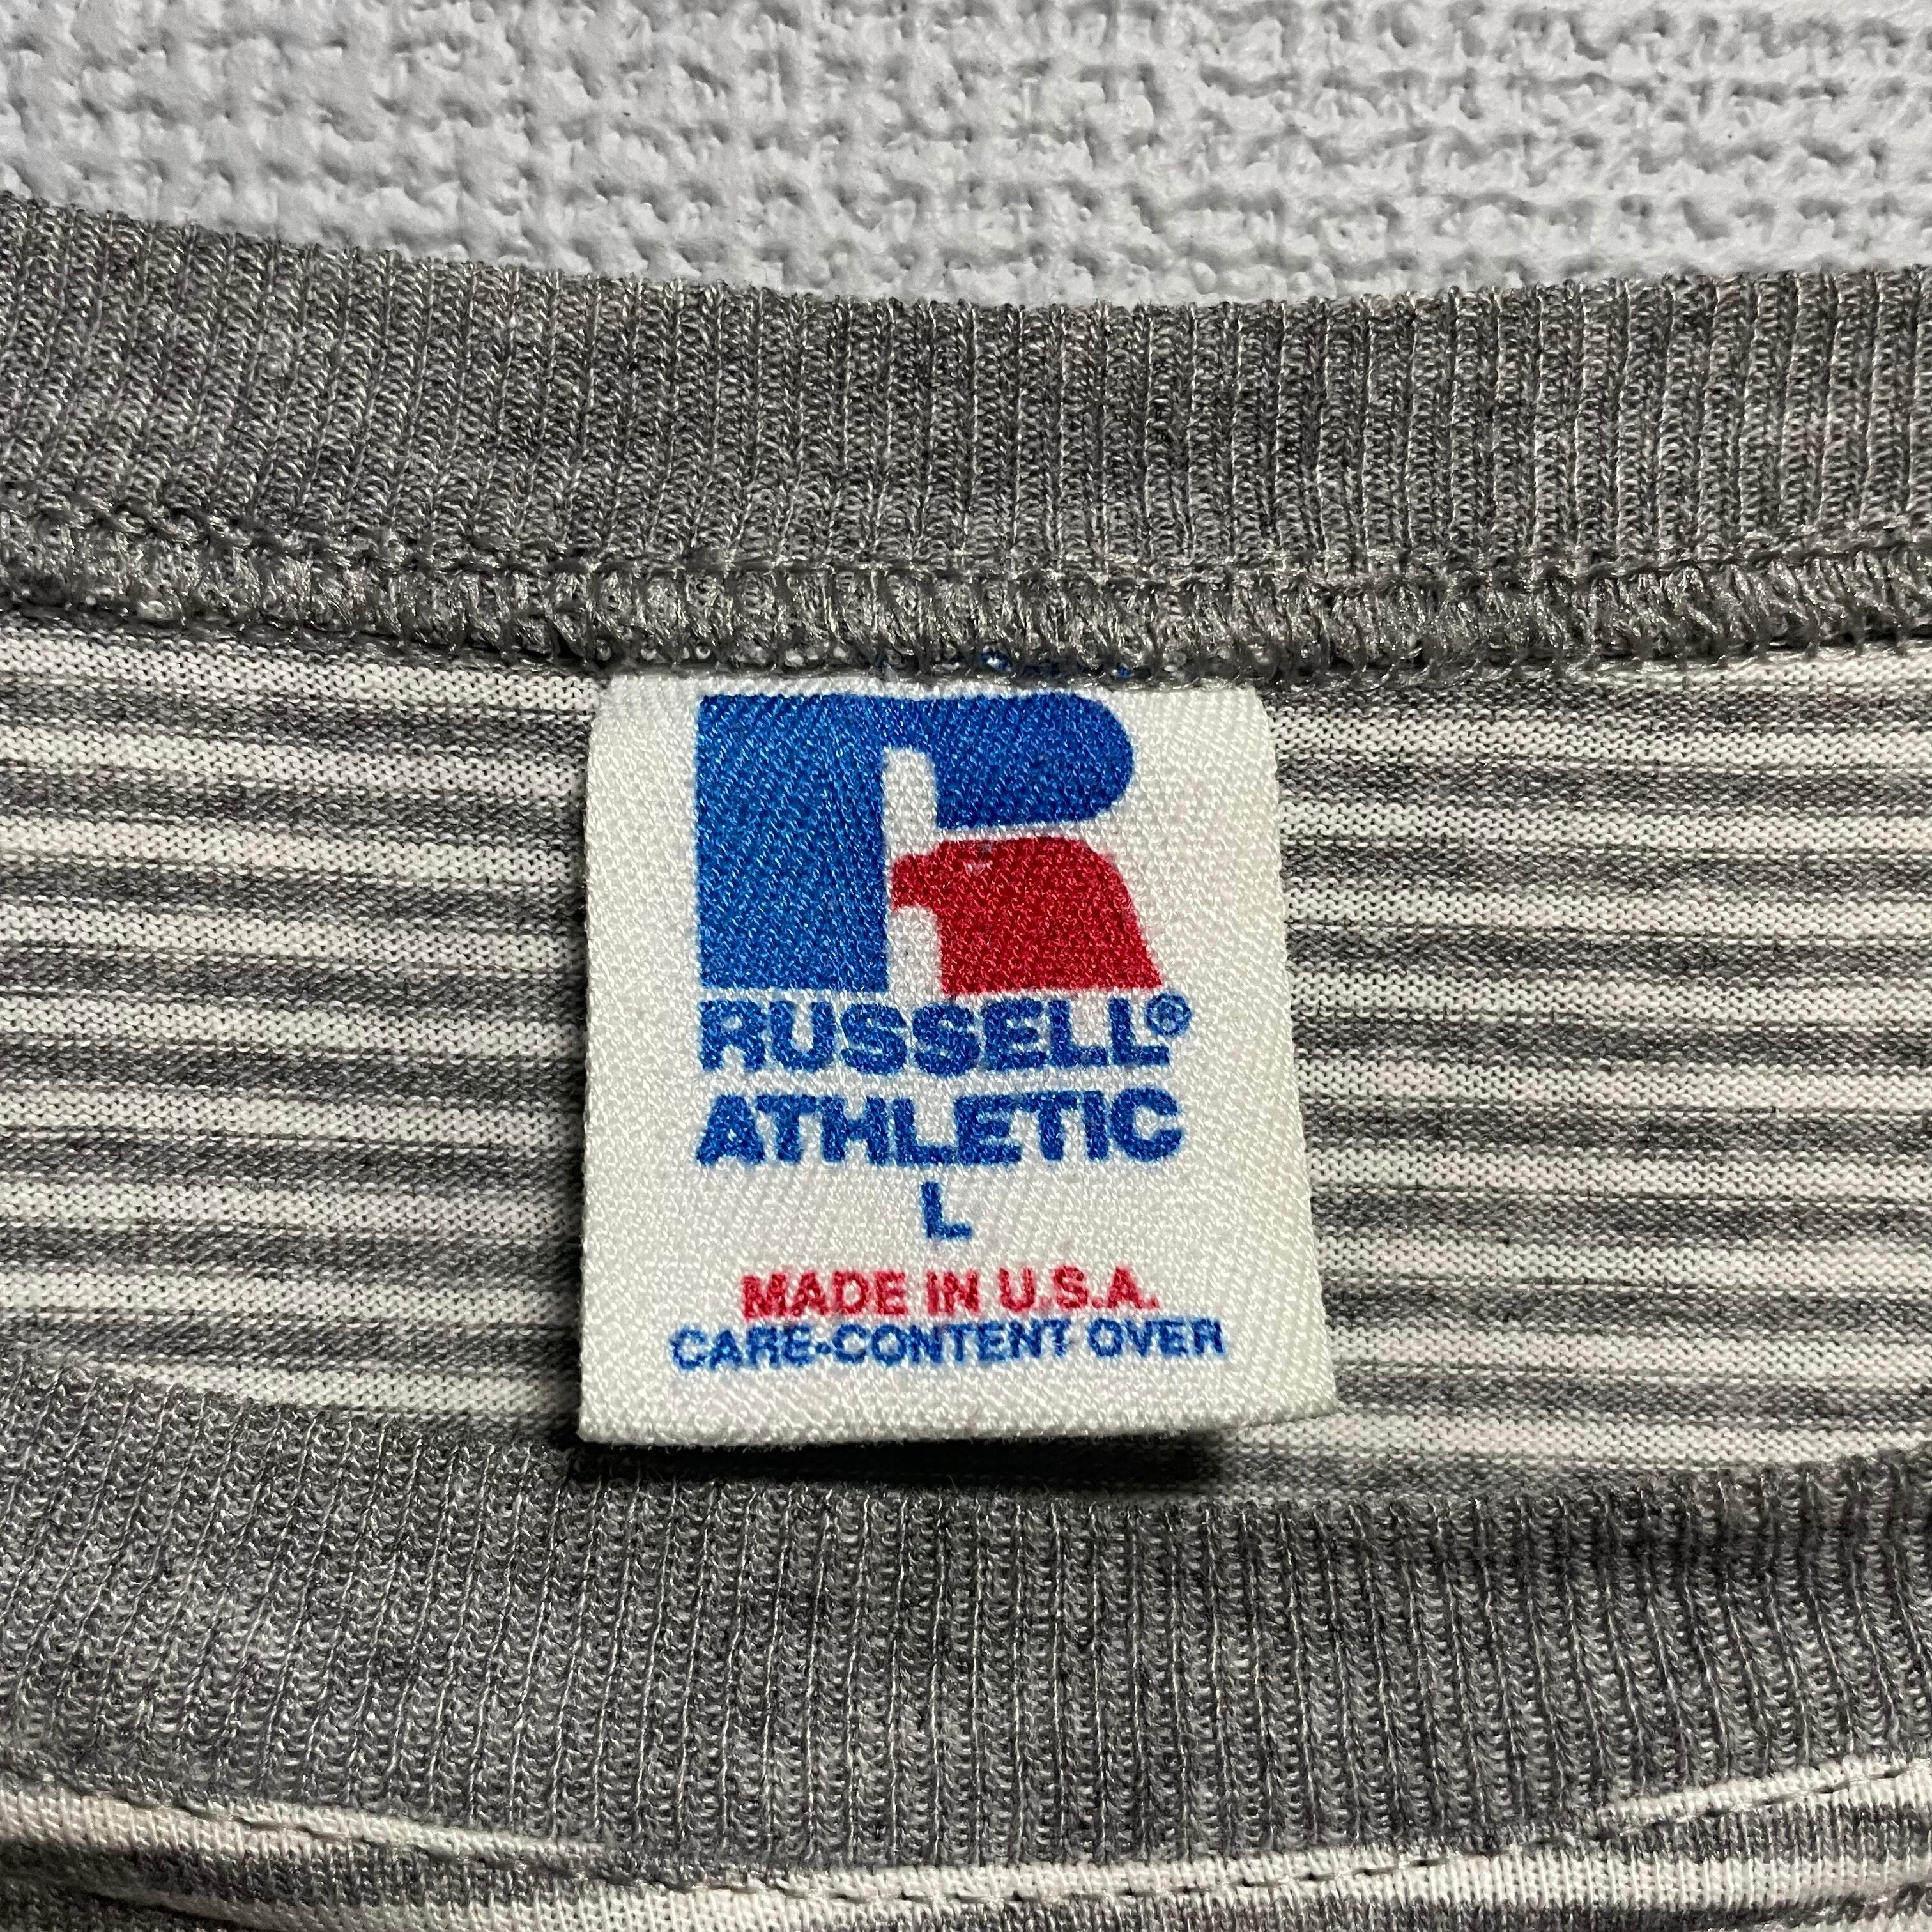 RUSSELL®
ATHLETIC
L
MADE IN U.S.A.
CARE-CONTENT OVER